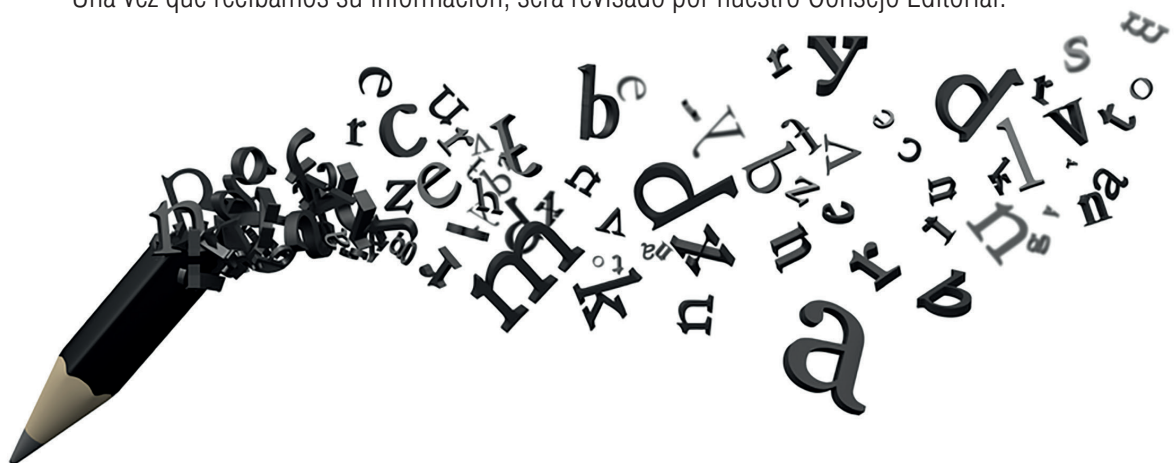 Una vez que recibamos su información, será revisado por nuestro Consejo Editorial.